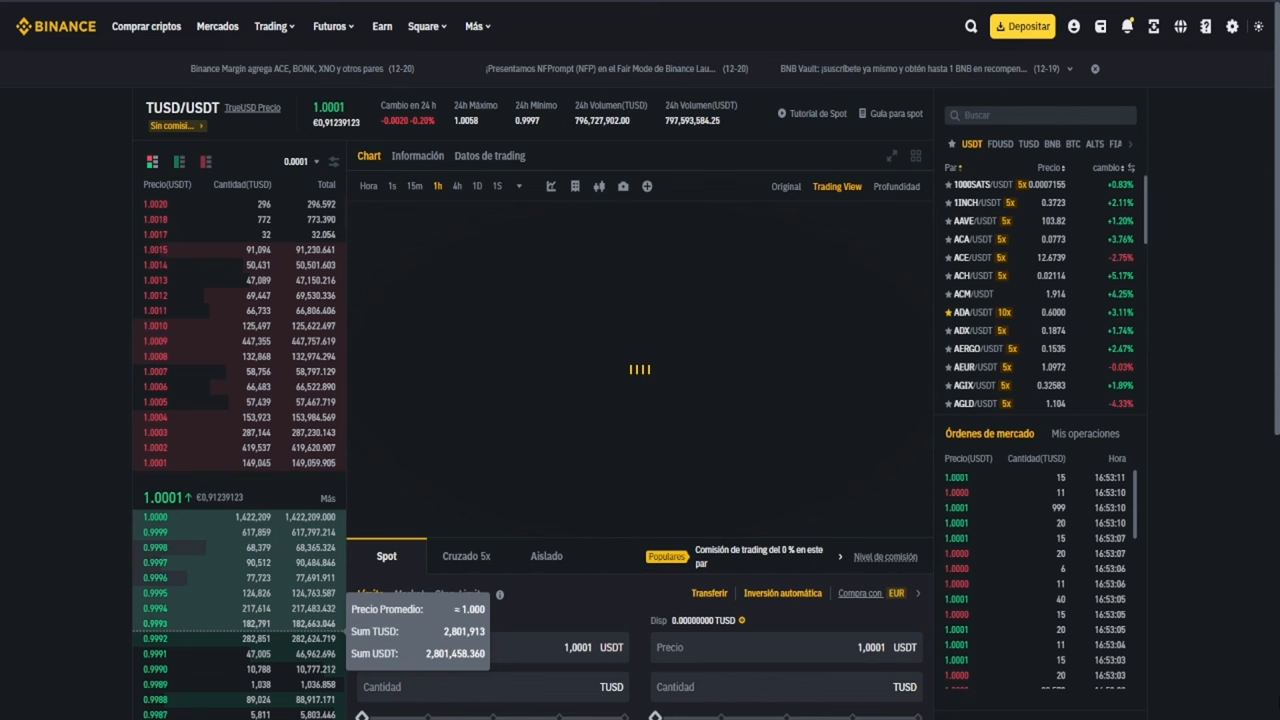 BINANCE Comprar criptos Mercados Trading Futuros Earn Square Más Depositar
Binance Margin agrega ACE, BONK, XNO y otros pares (12-20) ¡Presentamos NFPrompt (NFP) en el Fair Mode de Binance Lau... (12-20) BNB Vault: ¡suscríbete ya mismo y obtén hasta 1 BNB en recompen... (12-19)
TUSD/USDT TrueUSD Precio
Sin comisi... ›
1.0001
€0,91239123
Cambio en 24 h
-0.0020 -0.20%
24h Máximo
1.0058
24h Mínimo
0.9997
24h Volumen(TUSD)
796,727,902.00
24h Volumen(USDT)
797,593,584.25
Tutorial de Spot Guía para spot
0.0001
Precio(USDT) Cantidad(TUSD) Total
1.0020 296 296.592
1.0018 772 773.390
1.0017 32 32.054
1.0015 91,094 91,230.641
1.0014 50,431 50,501.603
1.0013 47,089 47,150.216
1.0012 69,447 69,530.336
1.0011 66,733 66,806.406
1.0010 125,497 125,622.497
1.0009 447,355 447,757.619
1.0008 132,868 132,974.294
1.0007 58,756 58,797.129
1.0006 66,483 66,522.890
1.0005 57,439 57,467.719
1.0004 153,923 153,984.569
1.0003 287,144 287,230.143
1.0002 419,537 419,620.907
1.0001 149,045 149,059.905
1.0001↑ €0,91239123 Más
1.0000 1,422,209 1,422,209.000
0.9999 617,859 617,797.214
0.9998 68,379 68,365.324
0.9997 90,512 90,484.846
0.9996 77,723 77,691.911
0.9995 124,826 124,763.587
0.9994 217,614 217,483.432
0.9993 182,791 182,663.046
0.9992 282,851 282,624.719
0.9991 47,005 46,962.696
0.9990 10,788 10,777.212
0.9989 1,038 1,036.858
0.9988 89,024 88,917.171
0.9987 5,811 5,803.446
Chart Información Datos de trading
Hora 1s 15m 1h 4h 1D 1S
Original Trading View Profundidad
Spot Cruzado 5x Aislado
Populares Comisión de trading del 0 % en este
par
› Nivel de comisión
Transferir Inversión automática Compra con EUR ›
Precio Promedio: ≈ 1.000
Sum TUSD: 2,801,913
Sum USDT: 2,801,458.360
Disp 0.00000000 TUSD
1,0001 USDT
Precio 1,0001 USDT
Cantidad TUSD
Cantidad TUSD
Buscar
USDT FDUSD TUSD BNB BTC ALTS FIA
Par Precio cambio
1000SATS/USDT 5x 0.0007155 +0.83%
1INCH/USDT 5x 0.3723 +2.11%
AAVE/USDT 5x 103.82 +1.20%
ACA/USDT 5x 0.0773 +3.76%
ACE/USDT 5x 12.6739 -2.75%
ACH/USDT 5x 0.02114 +5.17%
ACM/USDT 1.914 +4.25%
ADA/USDT 10x 0.6000 +3.11%
ADX/USDT 5x 0.1874 +1.74%
AERGO/USDT 5x 0.1535 +2.47%
AEUR/USDT 5x 1.0972 -0.03%
AGIX/USDT 5x 0.32583 +1.89%
AGLD/USDT 5x 1.104 -4.33%
Órdenes de mercado Mis operaciones
Precio(USDT) Cantidad(TUSD) Hora
1.0001 15 16:53:11
1.0000 11 16:53:10
1.0001 999 16:53:10
1.0001 20 16:53:10
1.0001 15 16:53:07
1.0000 20 16:53:07
1.0000 6 16:53:06
1.0000 11 16:53:06
1.0001 40 16:53:05
1.0000 15 16:53:05
1.0001 20 16:53:05
1.0001 11 16:53:04
1.0001 15 16:53:03
1.0000 20 16:53:03